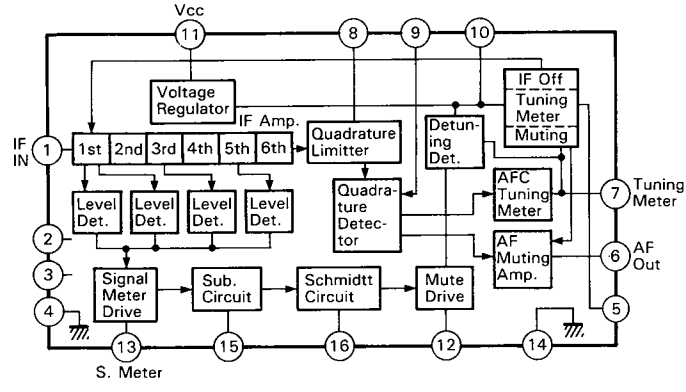 Vcc
11
8
9
10
Voltage
Regulator
IF Off
Tuning
Meter
Muting
IF Amp.
IF
IN
1
1st 2nd 3rd 4th 5th 6th
Quadrature
Limitter
Detun-
ing
Det.
Level
Det.
Level
Det.
Level
Det.
Level
Det.
Quadra-
ture
Detec-
tor
AFC
Tuning
Meter
7
Tuning
Meter
2
AF
Muting
Amp.
6
AF
Out
3
Signal
Meter
Drive
Sub.
Circuit
Schmidtt
Circuit
Mute
Drive
4
5
13
15
16
12
14
S. Meter